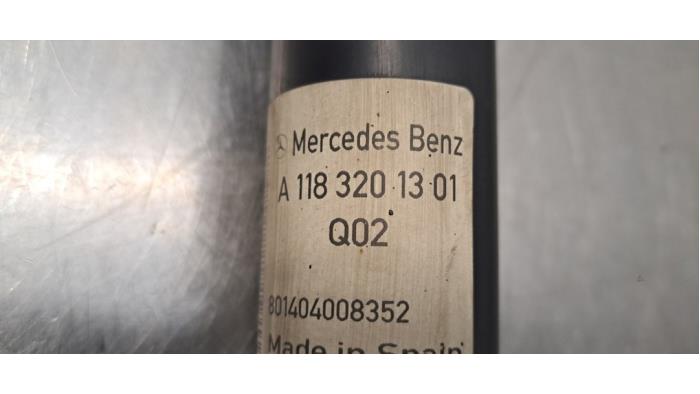 Mercedes Benz
A 118 320 13 01
Q02
801404008352
Made in Spain